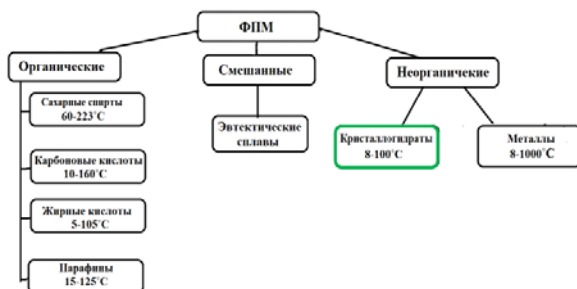 ФПМ
Органические
Смешанные
Неорганичекие
Сахарные спирты
60-223˚С
Карбоновые кислоты
10-160˚С
Жирные кислоты
5-105˚С
Парафины
15-125˚С
Эвтектические
сплавы
Кристаллогидраты
8-100˚С
Металлы
8-1000℃